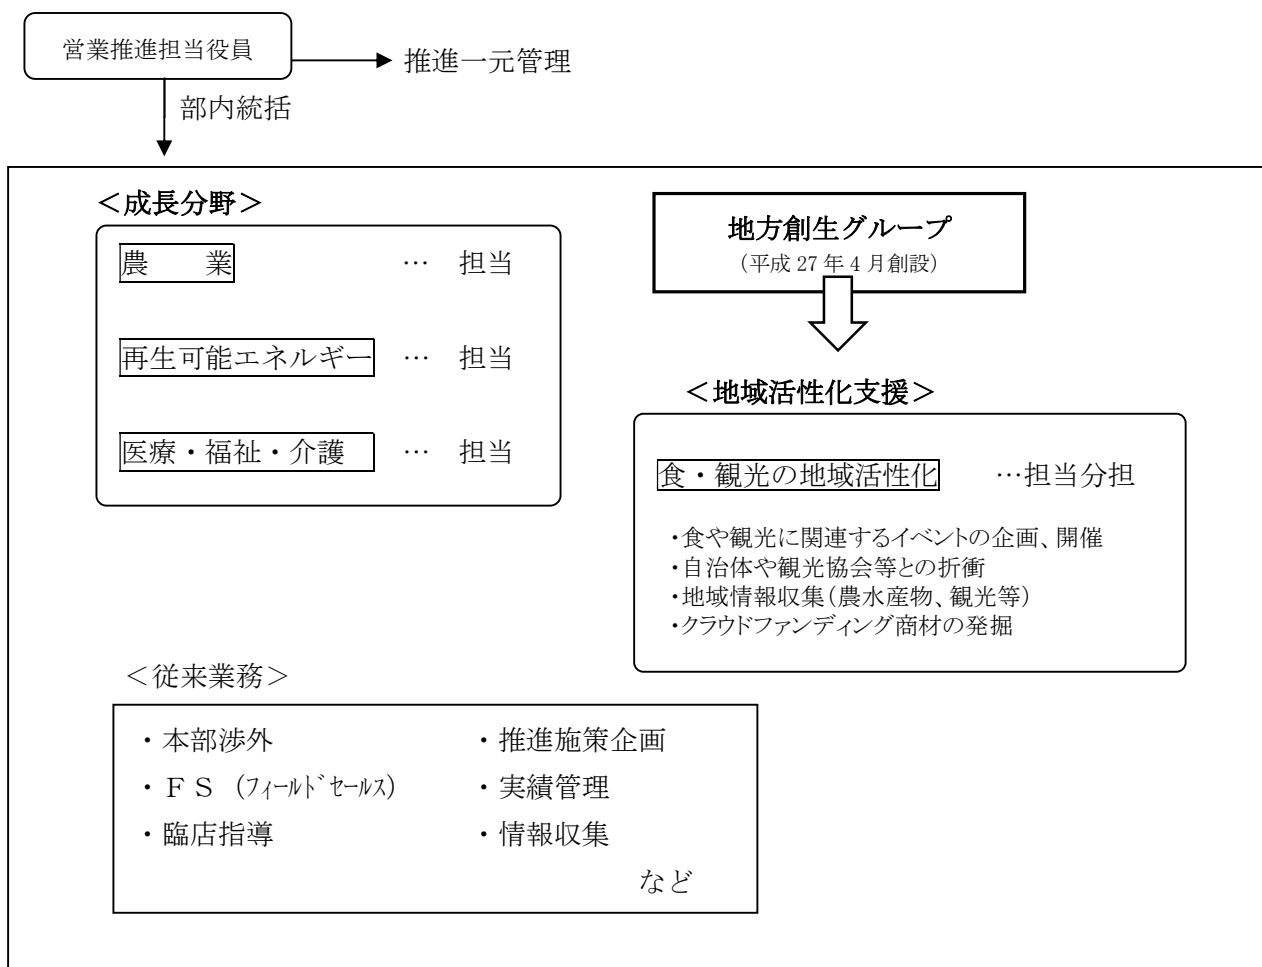 営業推進担当役員
推進一元管理
部内統括
＜成長分野＞
農　　業　…　担当
再生可能エネルギー　…　担当
医療・福祉・介護　…　担当
地方創生グループ
（平成 27 年 4 月創設）
＜地域活性化支援＞
食・観光の地域活性化　…担当分担
・食や観光に関連するイベントの企画、開催
・自治体や観光協会等との折衝
・地域情報収集（農水産物、観光等）
・クラウドファンディング商材の発掘
＜従来業務＞
・本部渉外　・推進施策企画
・ＦＳ（ﾌｨｰﾙﾄﾞｾｰﾙｽ）　・実績管理
・臨店指導　・情報収集
など